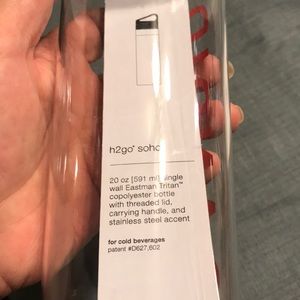 h2go® soho
20 oz [591 ml] single
wall Eastman Tritan™
copolyester bottle
with threaded lid,
carrying handle, and
stainless steel accent
for cold beverages
patent #D627,602